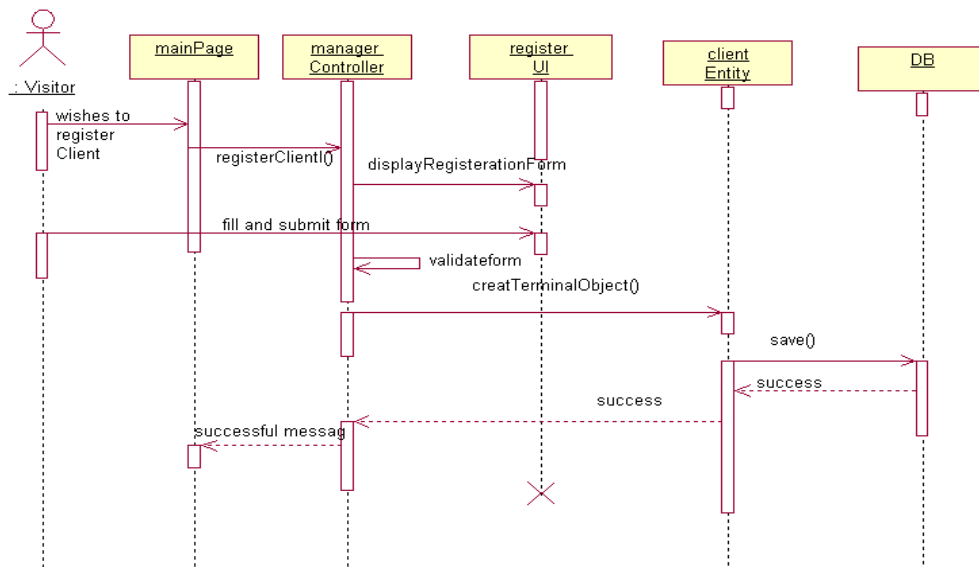 : Visitor
mainPage
manager
Controller
register
UI
client
Entity
DB
wishes to
register
Client
registerClientl()
displayRegisterationForm
fill and submit form
validateform
creatTerminalObject()
save()
success
success
successful messag